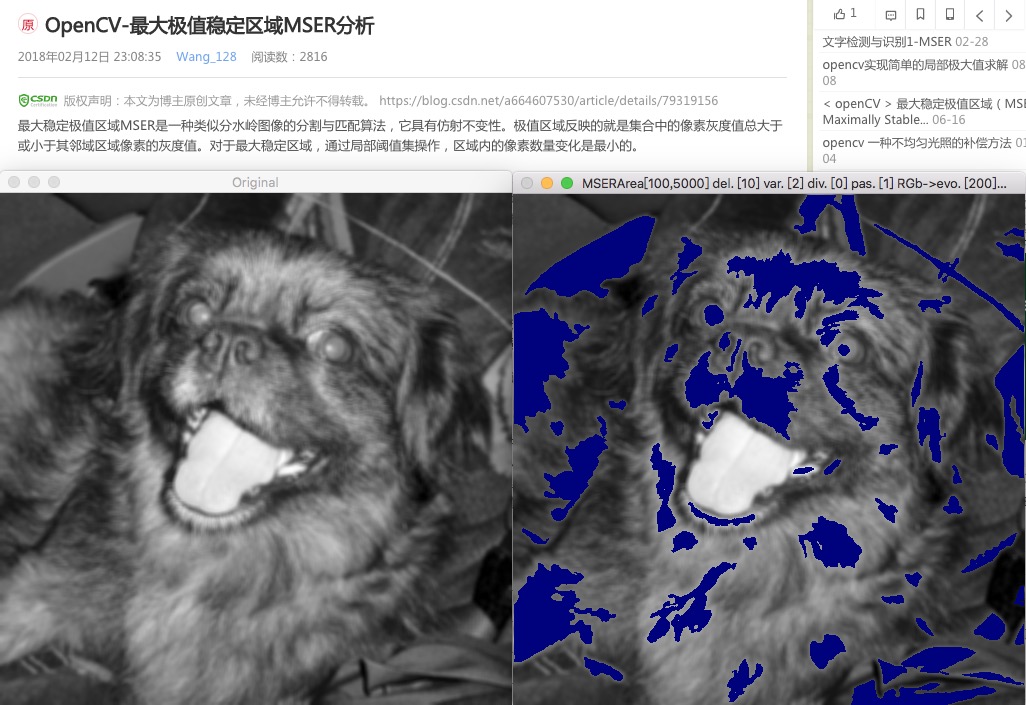 原 OpenCV-最大极值稳定区域MSER分析
2018年02月12日 23:08:35 Wang_128 阅读数：2816
CSDN 版权声明：本文为博主原创文章，未经博主允许不得转载。 https://blog.csdn.net/a664607530/article/details/79319156
Certification
最大稳定极值区域MSER是一种类似分水岭图像的分割与匹配算法，它具有仿射不变性。极值区域反映的就是集合中的像素灰度值总大于
或小于其邻域区域像素的灰度值。对于最大稳定区域，通过局部阈值集操作，区域内的像素数量变化是最小的。
1
文字检测与识别1-MSER 02-28
opencv实现简单的局部极大值求解 08
08
< openCV > 最大稳定极值区域（MSE
Maximally Stable... 06-16
opencv 一种不均匀光照的补偿方法 01
04
Original
MSERArea[100,5000] del. [10] var. [2] div. [0] pas. [1] RGb->evo. [200]...